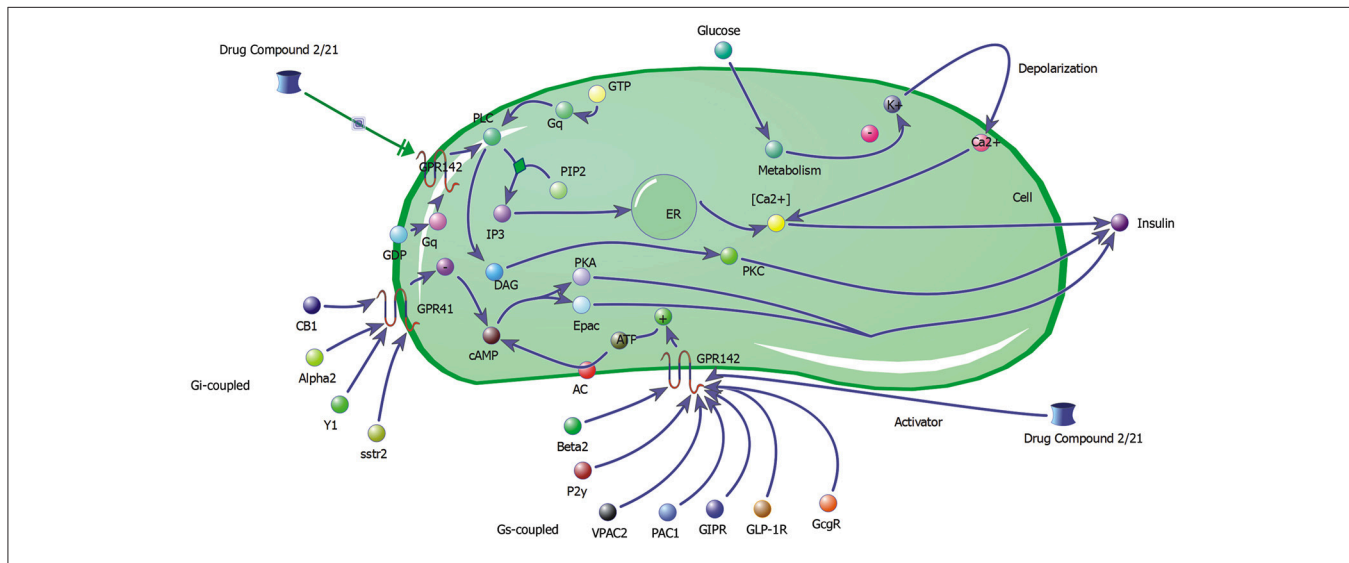 Glucose
Drug Compound 2/21
Depolarization
GTP
K+
PLC
Gq
-
Ca2+
GPR142
PIP2
Metabolism
[Ca2+]
Cell
ER
Insulin
IP3
Gq
GDP
-
PKA
PKC
DAG
GPR41
CB1
Epac
+
ATP
cAMP
GPR142
Alpha2
Gi-coupled
AC
Y1
Activator
Drug Compound 2/21
Beta2
sstr2
P2y
Gs-coupled
VPAC2
PAC1
GIPR
GLP-1R
GcgR